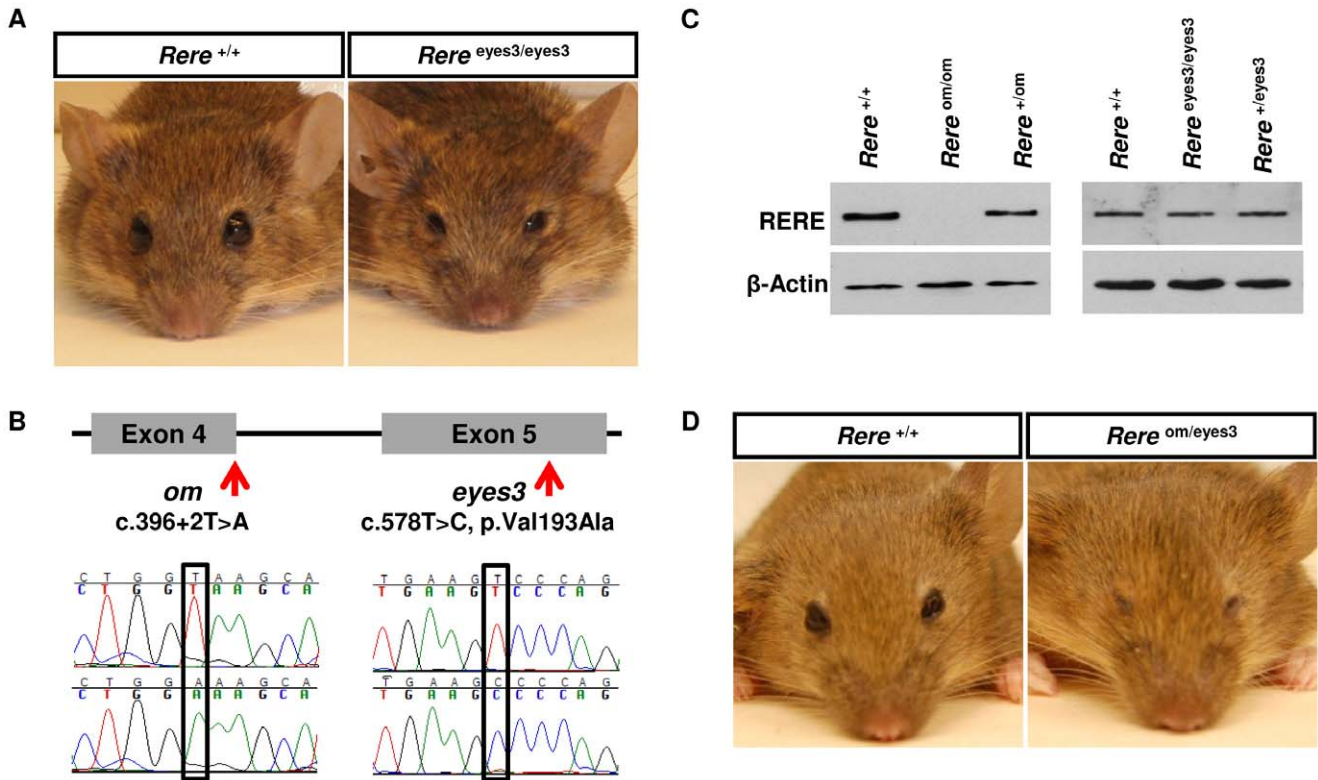 A
Rere +/+
Rere eyes3/eyes3
B
Exon 4
Exon 5
om
c.396+2T>A
eyes3
c.578T>C, p.Val193Ala
C T G G T A A G C A
C T G G T A A G C A
T G A A G T C C C A G
T G A A G T C C C A G
C T G G A A A G C A
C T G G A A A G C A
T G A A G C C C C A G
T G A A G C C C C A G
C
Rere +/+
Rere om/om
Rere +/om
Rere +/+
Rere eyes3/eyes3
Rere +/eyes3
RERE
β-Actin
D
Rere +/+
Rere om/eyes3